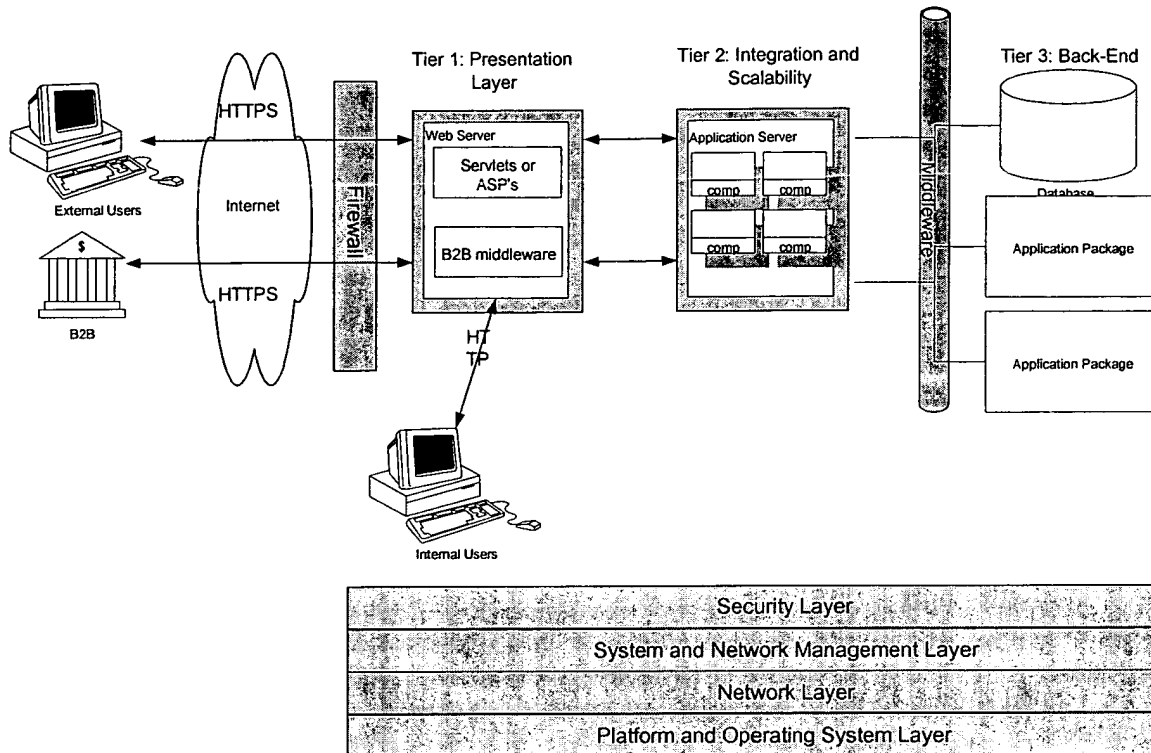 Tier 1: Presentation
Layer
Tier 2: Integration and
Scalability
Tier 3: Back-End
HTTPS
Web Server
Servlets or
ASP's
B2B middleware
Application Server
comp
comp
comp
comp
Middleware
Database
Application Package
Application Package
External Users
Internet
Firewall
$
HTTPS
B2B
HT
TP
Internal Users
Security Layer
System and Network Management Layer
Network Layer
Platform and Operating System Layer